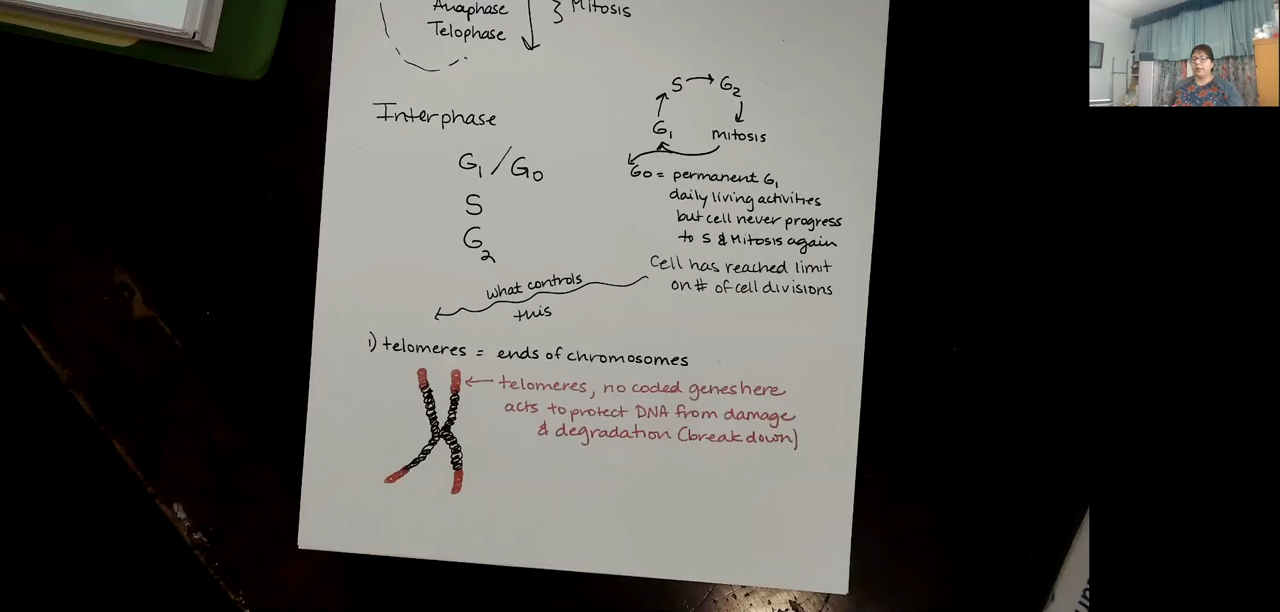 Anaphase
Telophase
} Mitosis
Interphase
G1/G0
S
G2
S → G2
G1
mitosis
G0 = permanent G1
daily living activities
but cell never progress
to S & Mitosis again
Cell has reached limit
on # of cell divisions
what controls
this
1) telomeres = ends of chromosomes
← telomeres, no coded genes here
acts to protect DNA from damage
& degradation (break down)